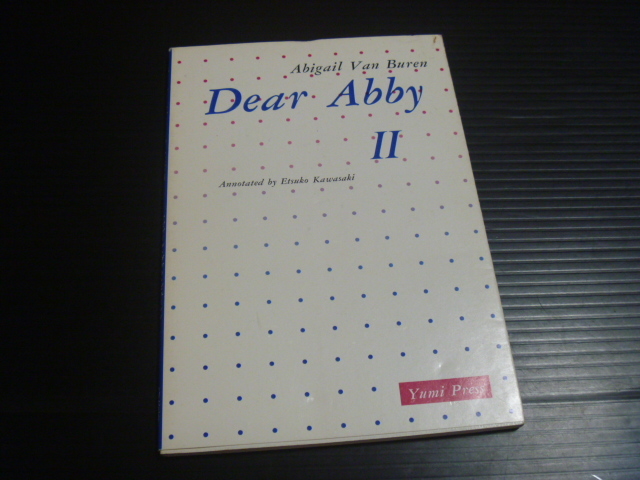 Abigail Van Buren
Dear Abby
II
Annotated by Etsuko Kawasaki
Yumi Press